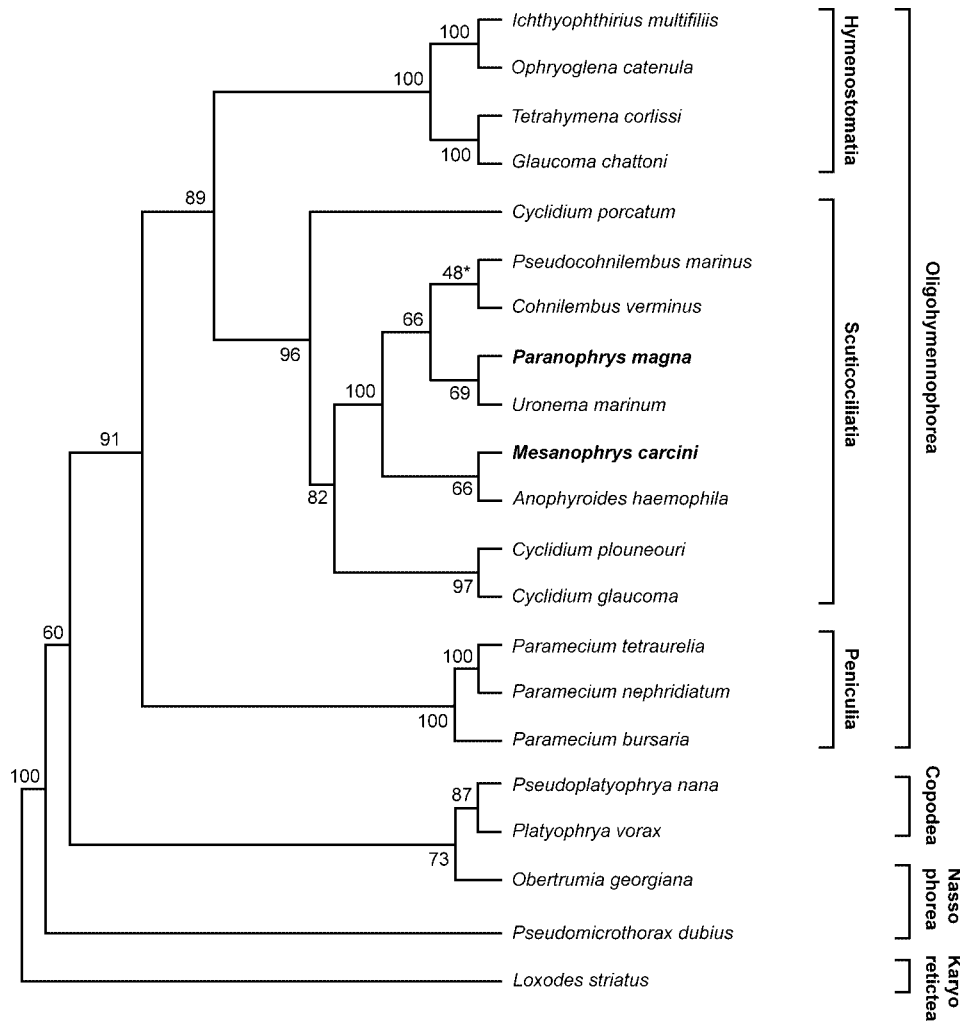 Ichthyophthirius multifiliis
100
Ophryoglena catenula
100
Tetrahymena corlissi
100
Glaucoma chattoni
Hymenostomatia
89
Cyclidium porcatum
Pseudocohnilembus marinus
48*
Cohnilembus verminus
66
96
Paranophrys magna
69
Uronema marinum
100
Mesanophrys carcini
66
Anophyroides haemophila
82
Cyclidium plouneouri
97
Cyclidium glaucoma
Scuticociliatia
91
60
Paramecium tetraurelia
100
Paramecium nephridiatum
100
Paramecium bursaria
Peniculia
Oligohymennophorea
100
Pseudoplatyophrya nana
87
Platyophrya vorax
73
Copodea
Obertrumia georgiana
Pseudomicrothorax dubius
Nasso
phorea
Loxodes striatus
Karyo
retictea